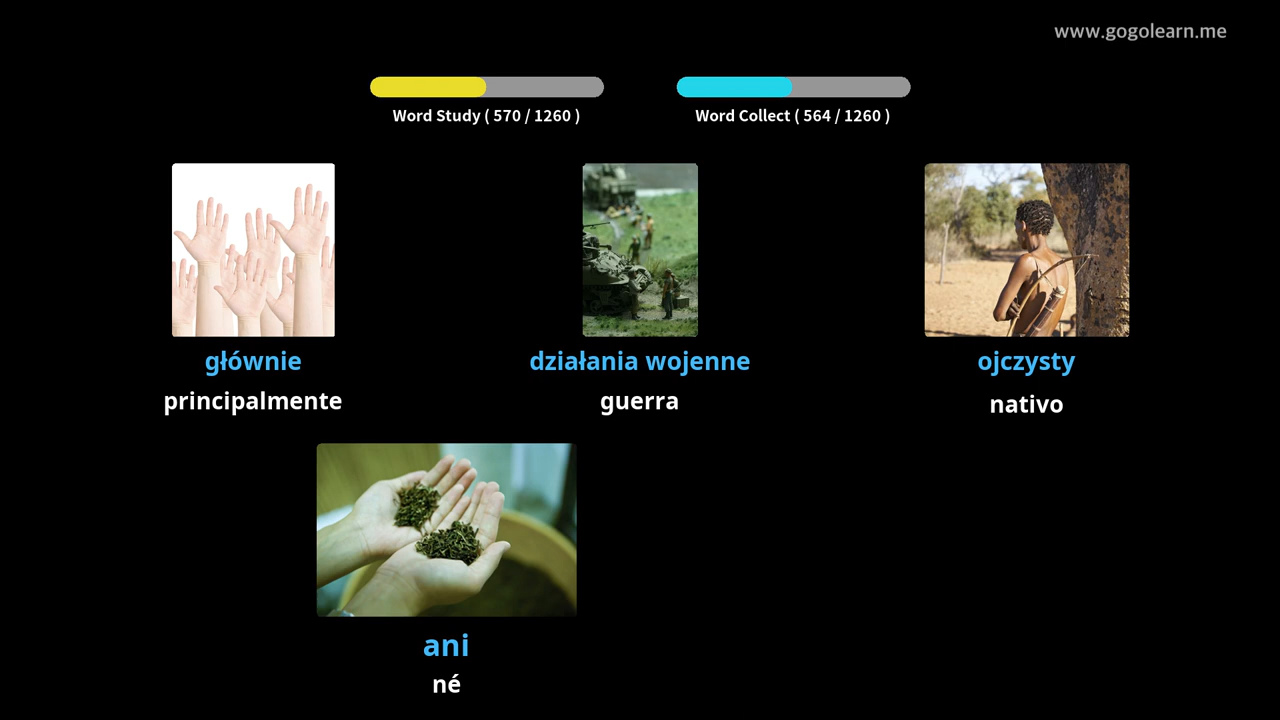 www.gogolearn.me
Word Study ( 570 / 1260 )
Word Collect ( 564 / 1260 )
głównie
principalmente
działania wojenne
guerra
ojczysty
nativo
ani
né